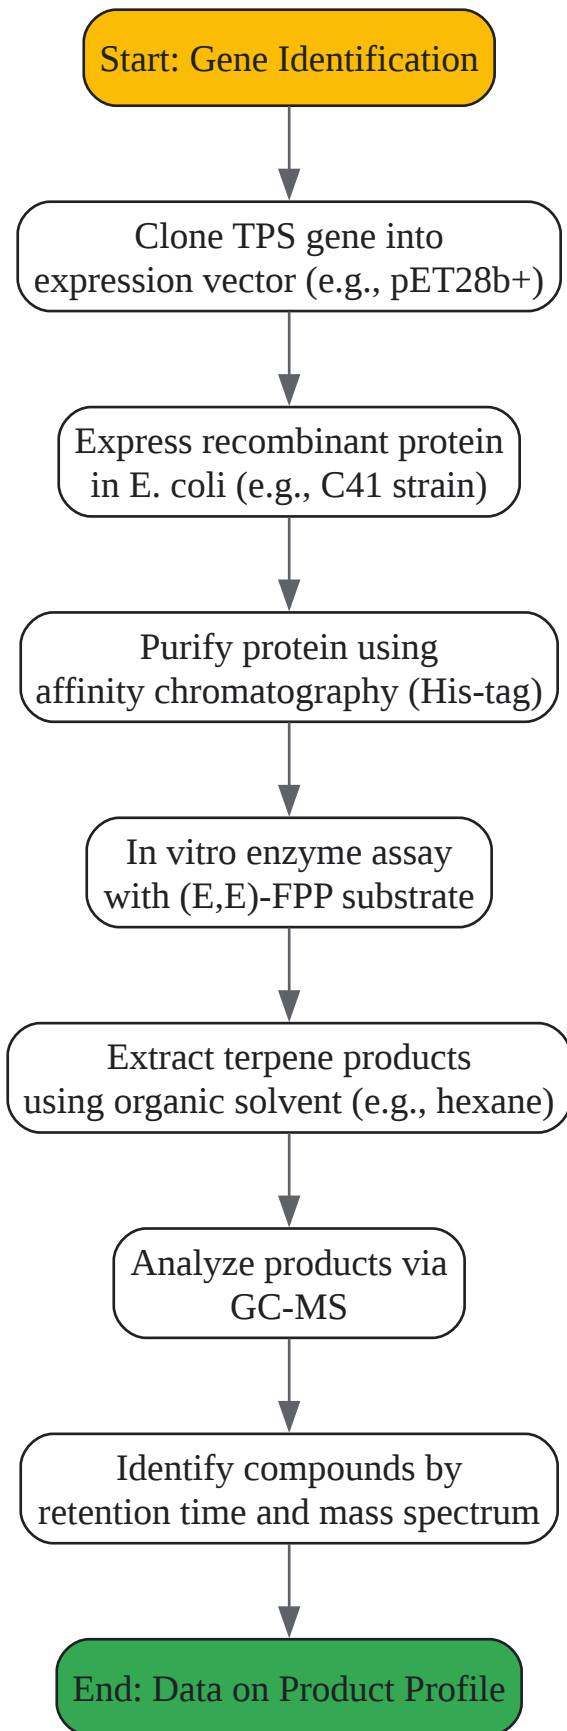 Start: Gene Identification
Clone TPS gene into
expression vector (e.g., pET28b+)
Express recombinant protein
in E. coli (e.g., C41 strain)
Purify protein using
affinity chromatography (His-tag)
In vitro enzyme assay
with (E,E)-FPP substrate
Extract terpene products
using organic solvent (e.g., hexane)
Analyze products via
GC-MS
Identify compounds by
retention time and mass spectrum
End: Data on Product Profile